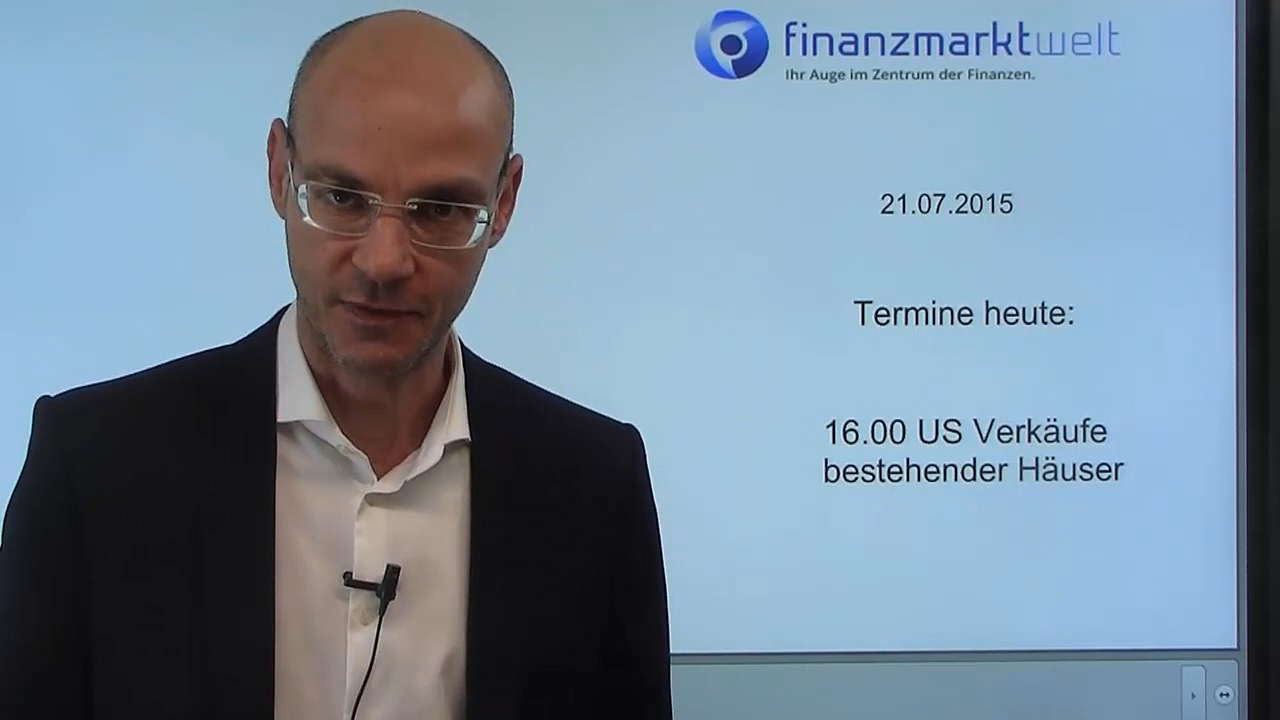 finanzmarktwelt
Ihr Auge im Zentrum der Finanzen.
21.07.2015
Termine heute:
16.00 US Verkäufe
bestehender Häuser